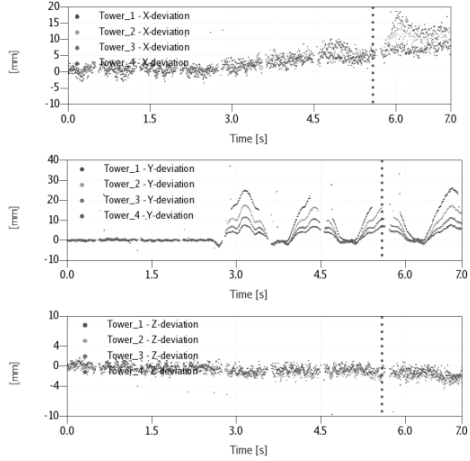 20
15
10
5
0
-5
-10
[mm]
Tower_1 - X-deviation
Tower_2 - X-deviation
Tower_3 - X-deviation
Tower_4 - X-deviation
0.0 1.5 3.0 4.5 6.0 7.0
Time [s]
40
30
20
10
0
-10
[mm]
Tower_1 - Y-deviation
Tower_2 - Y-deviation
Tower_3 - Y-deviation
Tower_4 - Y-deviation
0.0 1.5 3.0 4.5 6.0 7.0
Time [s]
10
4
0
-4
-10
[mm]
Tower_1 - Z-deviation
Tower_2 - Z-deviation
Tower_3 - Z-deviation
Tower_4 - Z-deviation
0.0 1.5 3.0 4.5 6.0 7.0
Time [s]